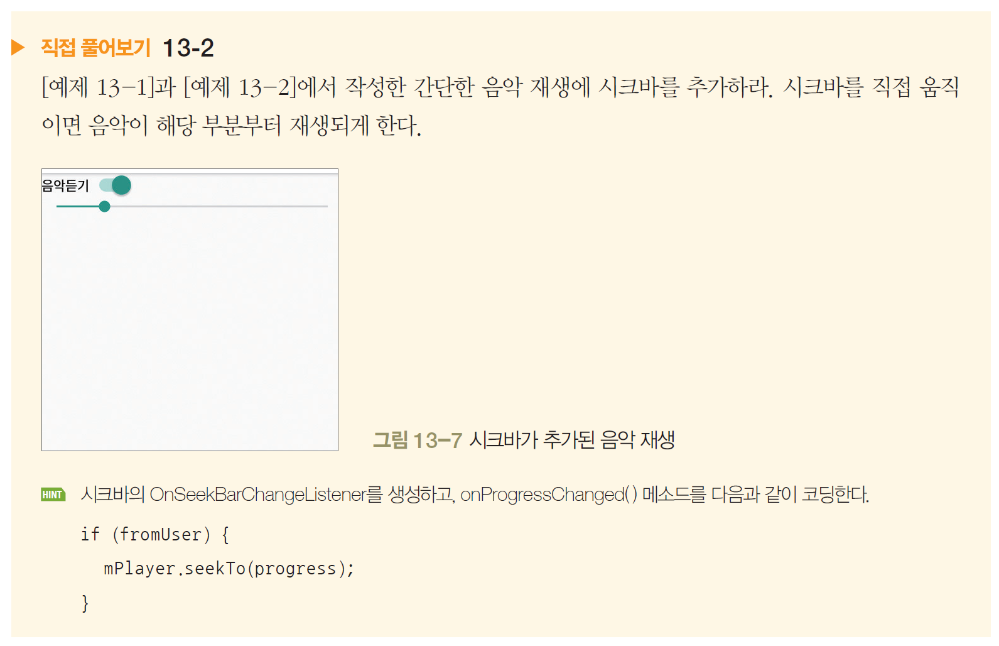 직접 풀어보기 13-2
[예제 13-1]과 [예제 13-2]에서 작성한 간단한 음악 재생에 시크바를 추가하라. 시크바를 직접 움직
이면 음악이 해당 부분부터 재생되게 한다.
음악듣기
그림 13-7 시크바가 추가된 음악 재생
HINT 시크바의 OnSeekBarChangeListener를 생성하고, onProgressChanged( ) 메소드를 다음과 같이 코딩한다.
if (fromUser) {
mPlayer.seekTo(progress);
}